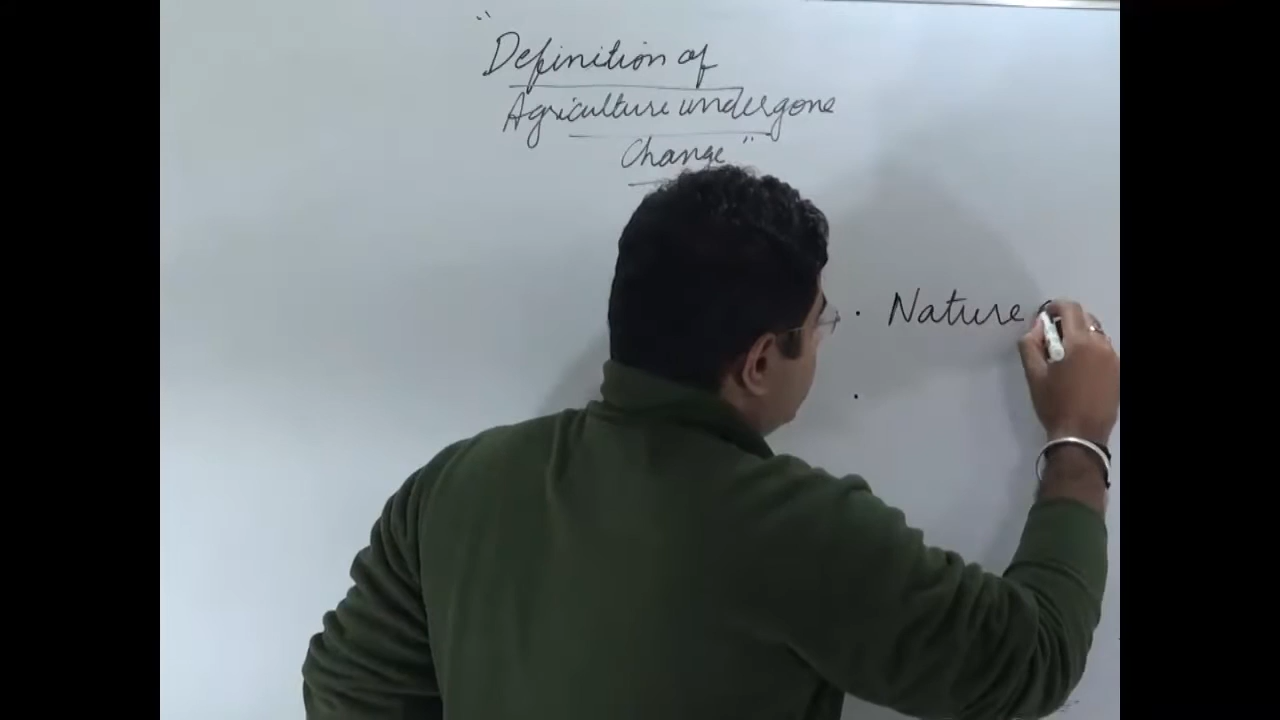 "Definition of
Agriculture undergone
Change"
. Nature
.